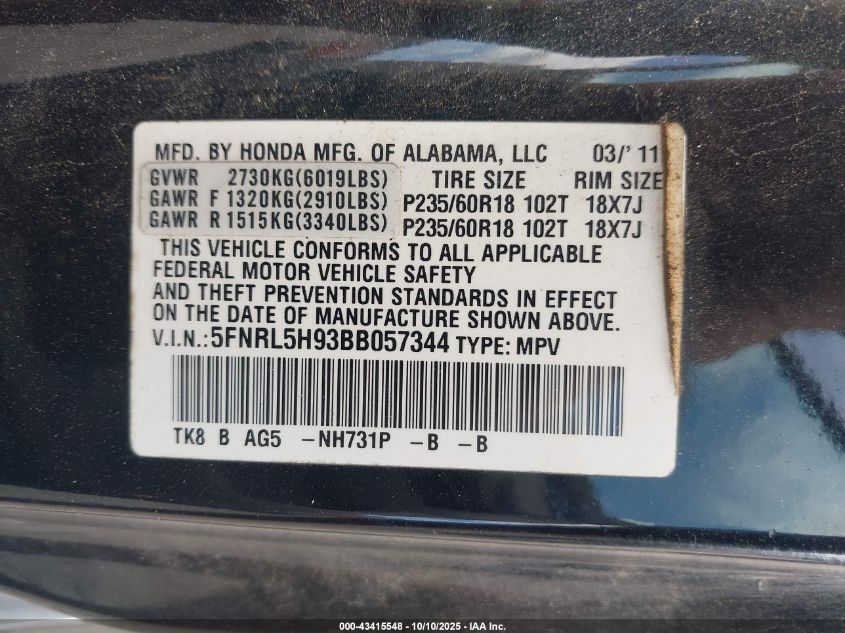 MFD. BY HONDA MFG. OF ALABAMA, LLC 03/'11
GVWR 2730KG(6019LBS) TIRE SIZE RIM SIZE
GAWR F 1320KG(2910LBS) P235/60R18 102T 18X7J
GAWR R 1515KG(3340LBS) P235/60R18 102T 18X7J
THIS VEHICLE CONFORMS TO ALL APPLICABLE
FEDERAL MOTOR VEHICLE SAFETY
AND THEFT PREVENTION STANDARDS IN EFFECT
ON THE DATE OF MANUFACTURE SHOWN ABOVE.
V.I.N.:5FNRL5H93BB057344 TYPE: MPV
TK8 B AG5 -NH731P -B -B
000-43415548 - 10/10/2025 - IAA Inc.